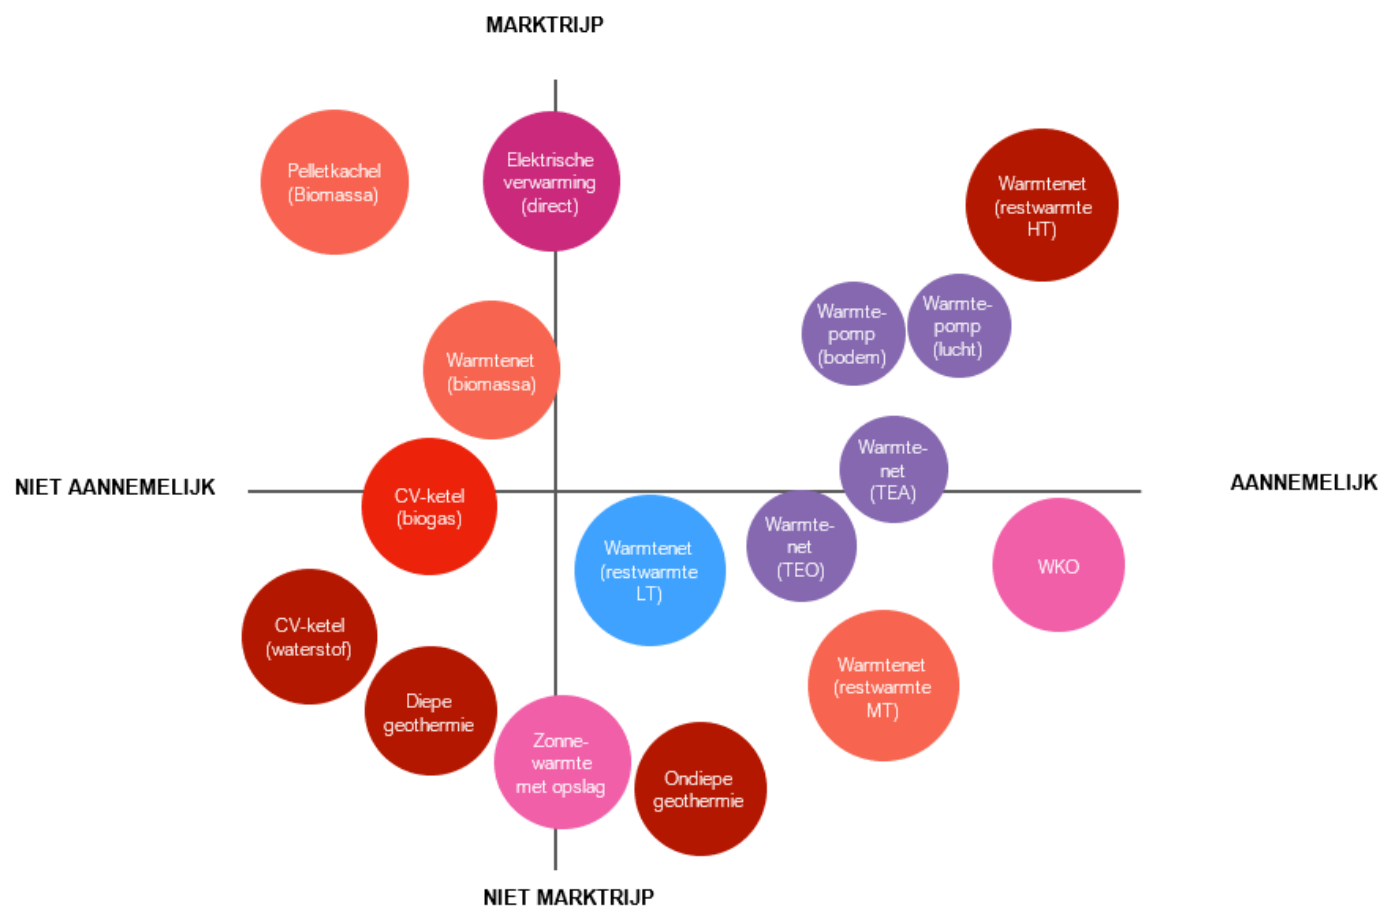 MARKTRIJP
Pelletkachel
(Biomassa)
Elektrische
verwarming
(direct)
Warmtenet
(restwarmte
HT)
Warmte-
pomp
(bodem)
Warmte-
pomp
(lucht)
Warmtenet
(biomassa)
Warmte-
net
(TEA)
NIET AANNEMELIJK
AANNEMELIJK
CV-ketel
(biogas)
Warmtenet
(restwarmte
LT)
Warmte-
net
(TEO)
WKO
CV-ketel
(waterstof)
Warmtenet
(restwarmte
MT)
Diepe
geothermie
Zonne-
warmte
met opslag
Ondiepe
geothermie
NIET MARKTRIJP